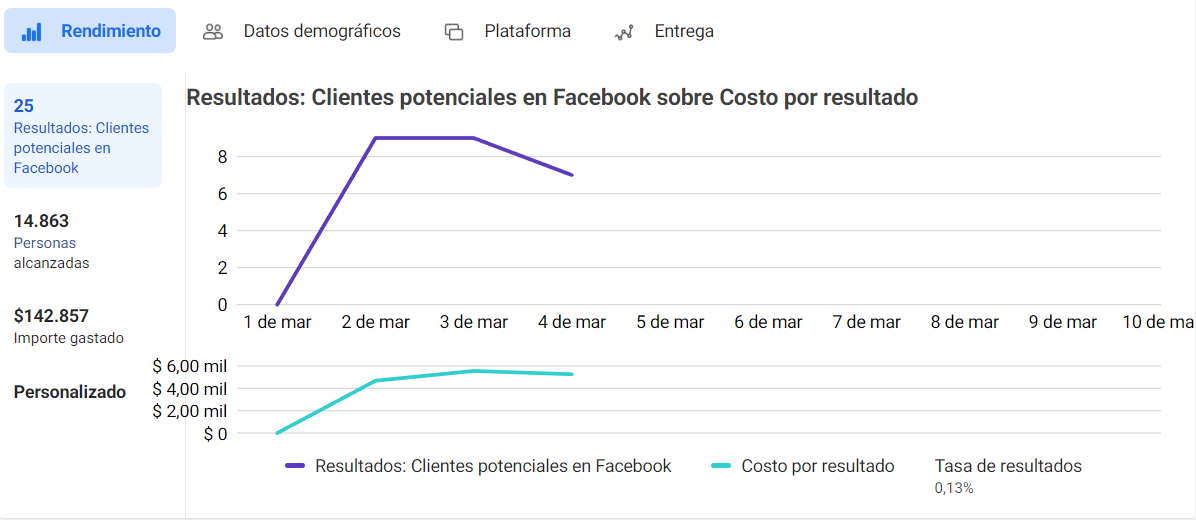 Rendimiento
Datos demográficos
Plataforma
Entrega
25
Resultados: Clientes
potenciales en
Facebook
14.863
Personas
alcanzadas
$142.857
Importe gastado
Personalizado
Resultados: Clientes potenciales en Facebook sobre Costo por resultado
8
6
4
2
0
1 de mar
2 de mar
3 de mar
4 de mar
5 de mar
6 de mar
7 de mar
8 de mar
9 de mar
10 de ma
$ 6,00 mil
$ 4,00 mil
$ 2,00 mil
$ 0
Resultados: Clientes potenciales en Facebook
Costo por resultado
Tasa de resultados
0,13%